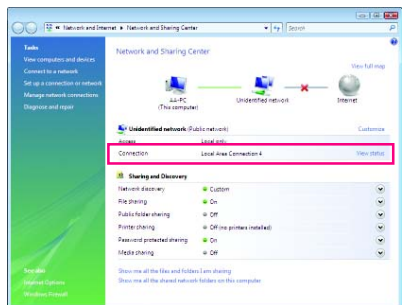 Network and Internet ▸ Network and Sharing Center
Search
Tasks
View computers and devices
Connect to a network
Set up a connection or network
Manage network connections
Diagnose and repair
See also
Internet Options
Windows Firewall
Network and Sharing Center
View full map
AA-PC
(This computer)
Unidentified network
Internet
Unidentified network (Public network)
Customize
Access
Local only
Connection
Local Area Connection 4
View status
Sharing and Discovery
Network discovery
Custom
File sharing
On
Public folder sharing
Off
Printer sharing
Off (no printers installed)
Password protected sharing
On
Media sharing
Off
Show me all the files and folders I am sharing
Show me all the shared network folders on this computer